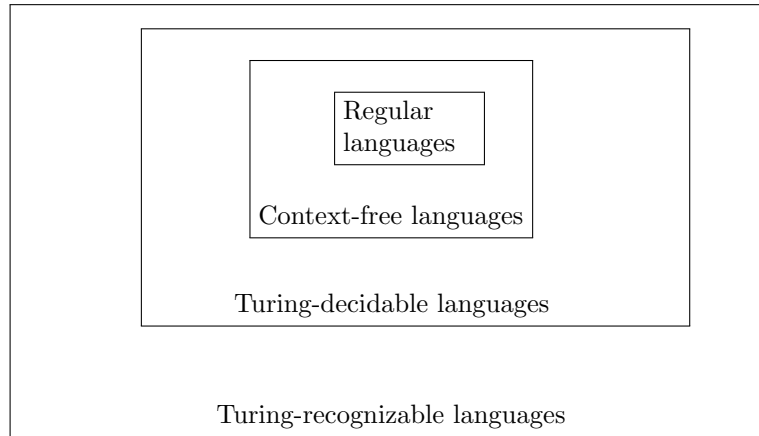 Regular
languages
Context-free languages
Turing-decidable languages
Turing-recognizable languages